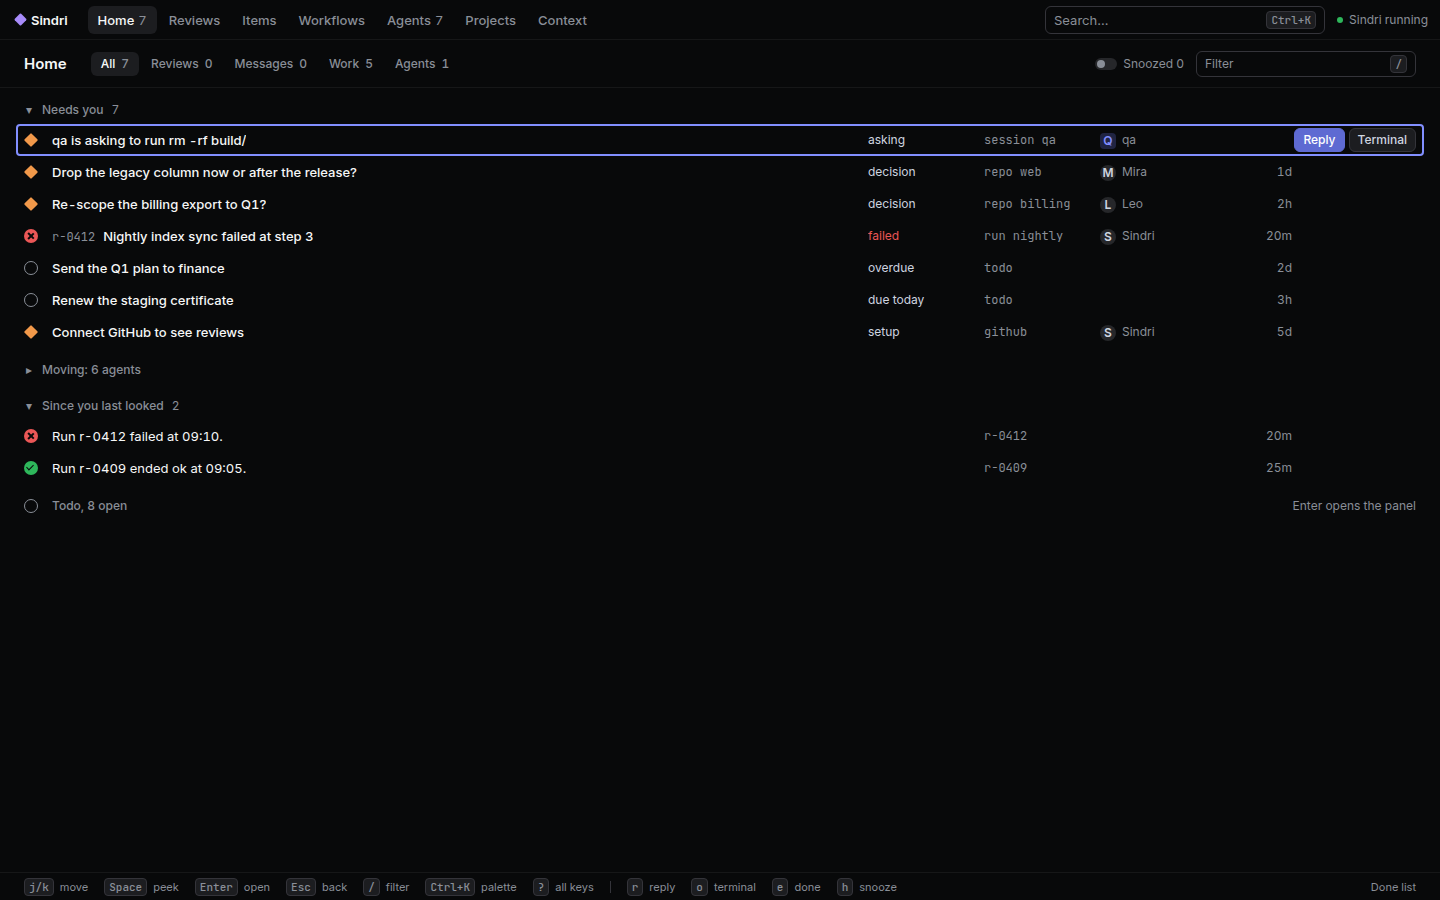 Sindri Home 7 Reviews Items Workflows Agents 7 Projects Context Search... Ctrl+K Sindri running
Home All 7 Reviews 0 Messages 0 Work 5 Agents 1 Snoozed 0 Filter /
Needs you 7
qa is asking to run rm -rf build/ asking session qa Q qa Reply Terminal
Drop the legacy column now or after the release? decision repo web M Mira 1d
Re-scope the billing export to Q1? decision repo billing L Leo 2h
r-0412 Nightly index sync failed at step 3 failed run nightly S Sindri 20m
Send the Q1 plan to finance overdue todo 2d
Renew the staging certificate due today todo 3h
Connect GitHub to see reviews setup github S Sindri 5d
Moving: 6 agents
Since you last looked 2
Run r-0412 failed at 09:10. r-0412 20m
Run r-0409 ended ok at 09:05. r-0409 25m
Todo, 8 open Enter opens the panel
j/k move Space peek Enter open Esc back / filter Ctrl+K palette ? all keys r reply o terminal e done h snooze Done list